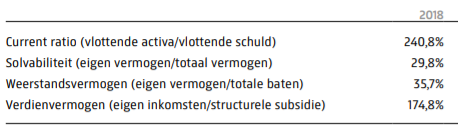 2018
Current ratio (vlottende activa/vlottende schuld) 240,8%
Solvabiliteit (eigen vermogen/totaal vermogen) 29,8%
Weerstandsvermogen (eigen vermogen/totale baten) 35,7%
Verdienvermogen (eigen inkomsten/structurele subsidie) 174,8%